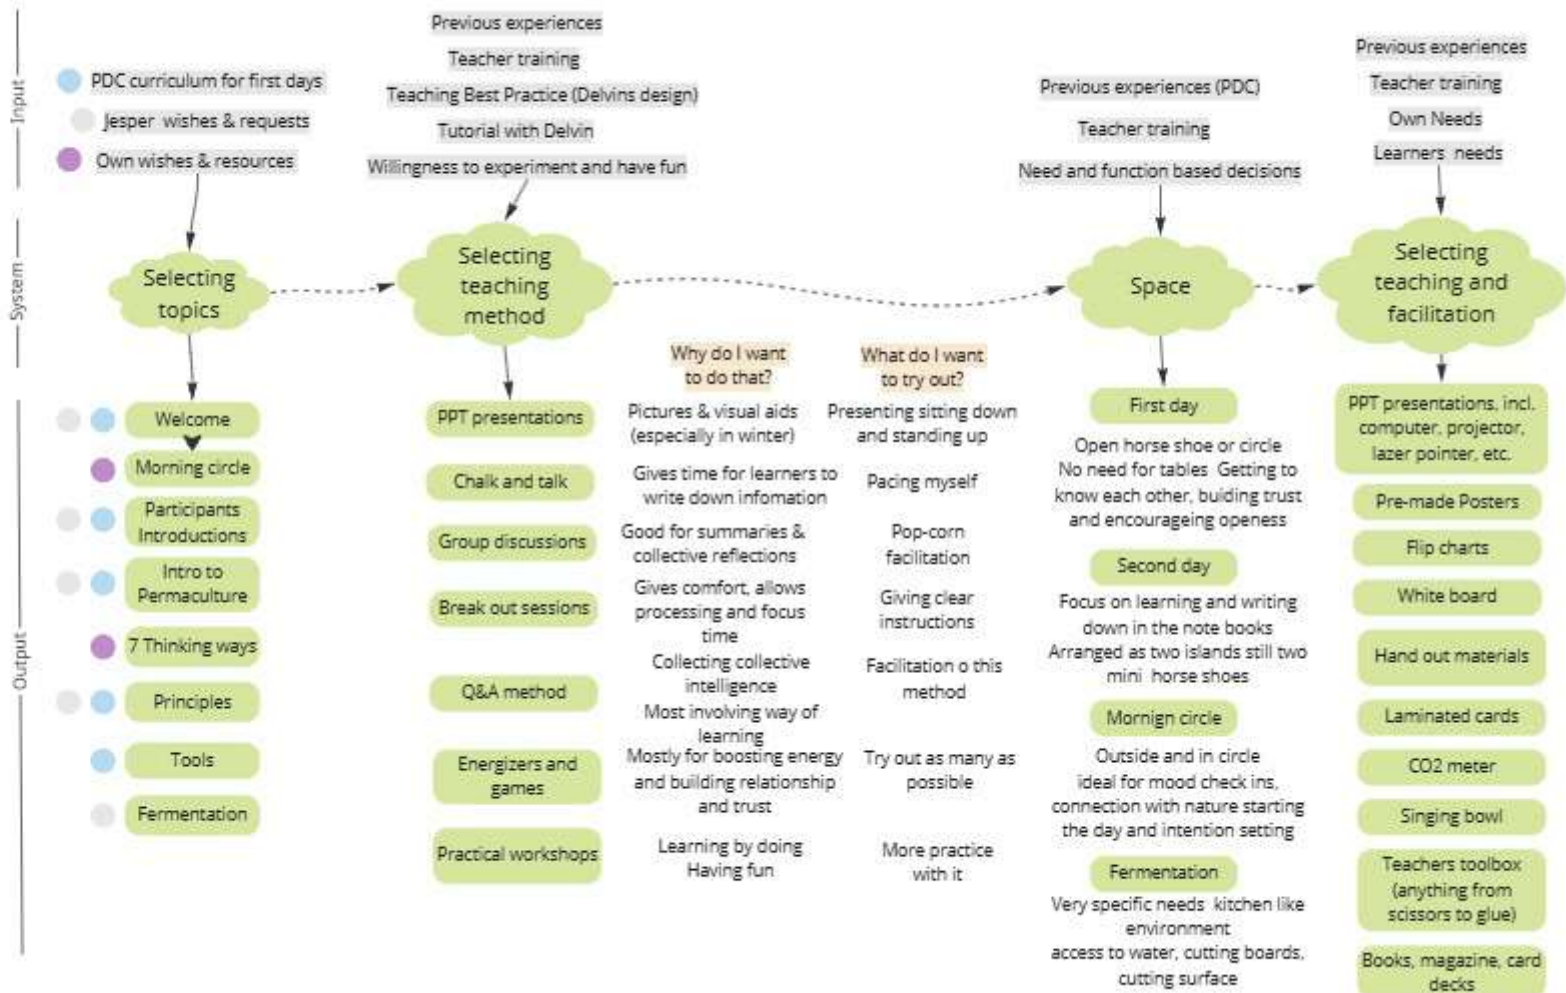 Input
System
Output
PDC curriculum for first days
Jesper wishes & requests
Own wishes & resources
Previous experiences
Teacher training
Teaching Best Practice (Delvins design)
Tutorial with Delvin
Willingness to experiment and have fun
Previous experiences (PDC)
Teacher training
Need and function based decisions
Previous experiences
Teacher training
Own Needs
Learners needs
Selecting
topics
Selecting
teaching
method
Space
Selecting
teaching and
facilitation
Welcome
Morning circle
Participants
Introductions
Intro to
Permaculture
7 Thinking ways
Principles
Tools
Fermentation
PPT presentations
Chalk and talk
Group discussions
Break out sessions
Q&A method
Energizers and
games
Practical workshops
Why do I want
to do that?
Pictures & visual aids
(especially in winter)
Gives time for learners to
write down infomation
Good for summaries &
collective reflections
Gives comfort, allows
processing and focus
time
Collecting collective
intelligence
Most involving way of
learning
Mostly for boosting energy
and building relationship
and trust
Learning by doing
Having fun
What do I want
to try out?
Presenting sitting down
and standing up
Pacing myself
Pop-corn
facilitation
Giving clear
instructions
Facilitation o this
method
Try out as many as
possible
More practice
with it
First day
Open horse shoe or circle
No need for tables Getting to
know each other, buiding trust
and encourageing openess
Second day
Focus on learning and writing
down in the note books
Arranged as two islands still two
mini horse shoes
Mornign circle
Outside and in circle
ideal for mood check ins,
connection with nature starting
the day and intention setting
Fermentation
Very specific needs kitchen like
environment
access to water, cutting boards,
cutting surface
PPT presentations, incl.
computer, projector,
lazer pointer, etc.
Pre-made Posters
Flip charts
White board
Hand out materials
Laminated cards
CO2 meter
Singing bowl
Teachers toolbox
(anything from
scissors to glue)
Books, magazine, card
decks